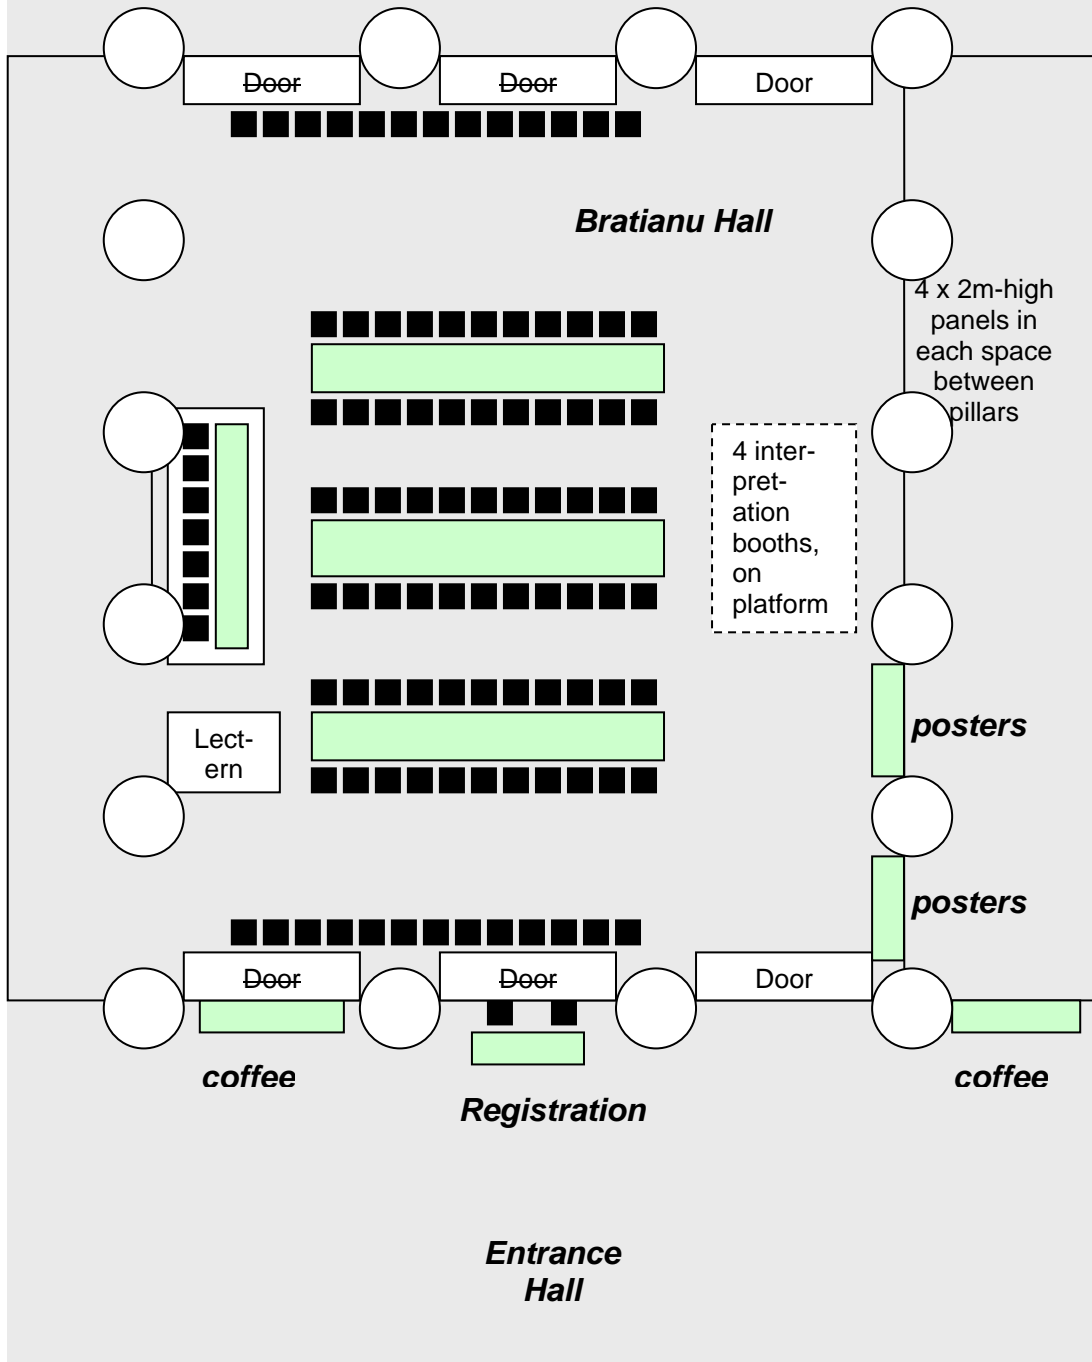 Door
Door
Door
Bratianu Hall
4 x 2m-high
panels in
each space
between
pillars
4 inter-
pret-
ation
booths,
on
platform
posters
Lect-
ern
posters
Door
Door
Door
coffee
coffee
Registration
Entrance
Hall